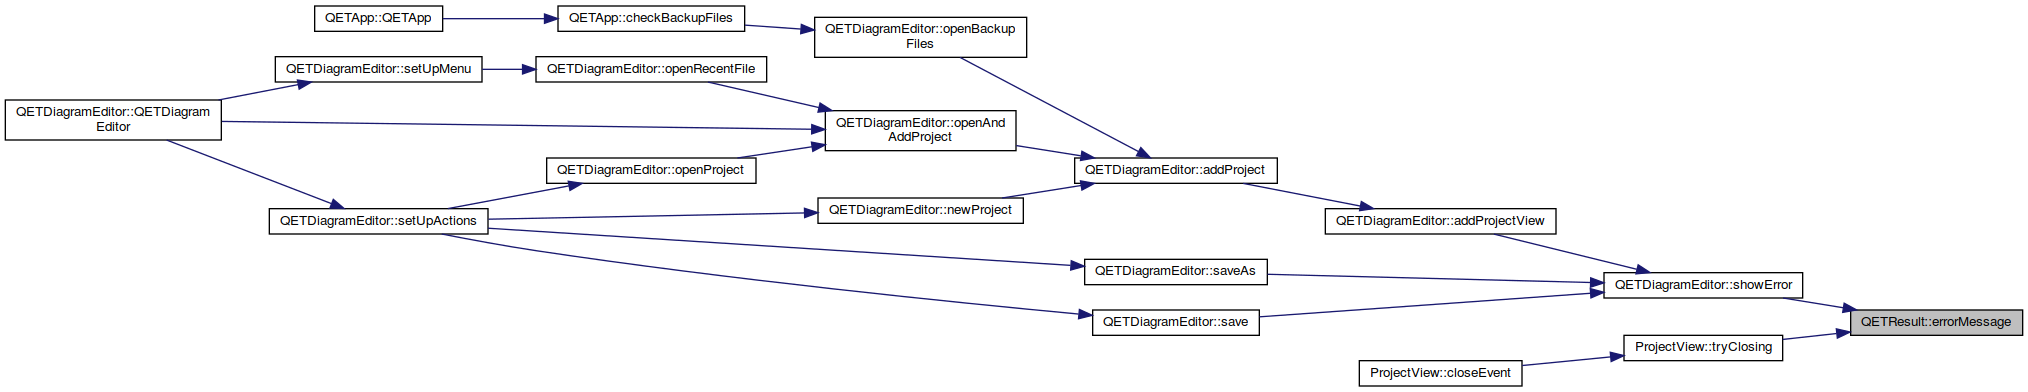 QETApp::QETApp
QETApp::checkBackupFiles
QETDiagramEditor::openBackup
Files
QETDiagramEditor::setUpMenu
QETDiagramEditor::openRecentFile
QETDiagramEditor::QETDiagram
Editor
QETDiagramEditor::openAnd
AddProject
QETDiagramEditor::openProject
QETDiagramEditor::addProject
QETDiagramEditor::newProject
QETDiagramEditor::setUpActions
QETDiagramEditor::addProjectView
QETDiagramEditor::saveAs
QETDiagramEditor::showError
QETDiagramEditor::save
QETResult::errorMessage
ProjectView::tryClosing
ProjectView::closeEvent